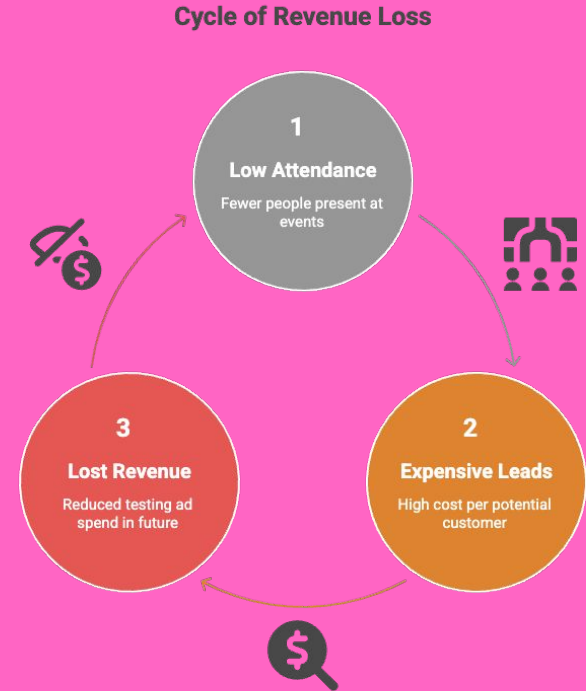 Cycle of Revenue Loss
1
Low Attendance
Fewer people present at
events
2
Expensive Leads
High cost per potential
customer
3
Lost Revenue
Reduced testing ad
spend in future
$
$